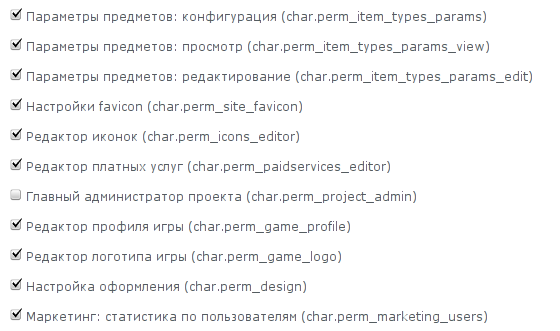 Параметры предметов: конфигурация (char.perm_item_types_params)
Параметры предметов: просмотр (char.perm_item_types_params_view)
Параметры предметов: редактирование (char.perm_item_types_params_edit)
Настройки favicon (char.perm_site_favicon)
Редактор иконок (char.perm_icons_editor)
Редактор платных услуг (char.perm_paidservices_editor)
Главный администратор проекта (char.perm_project_admin)
Редактор профиля игры (char.perm_game_profile)
Редактор логотипа игры (char.perm_game_logo)
Настройка оформления (char.perm_design)
Маркетинг: статистика по пользователям (char.perm_marketing_users)